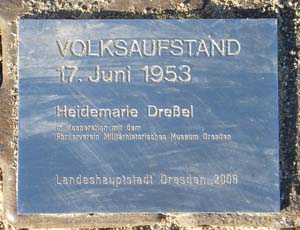 VOLKSAUFSTAND
17. Juni 1953
Heidemarie Dreßel
in Kooperation mit dem
Förderverein Militärhistorisches Museum Dresden
Landeshauptstadt Dresden 2008